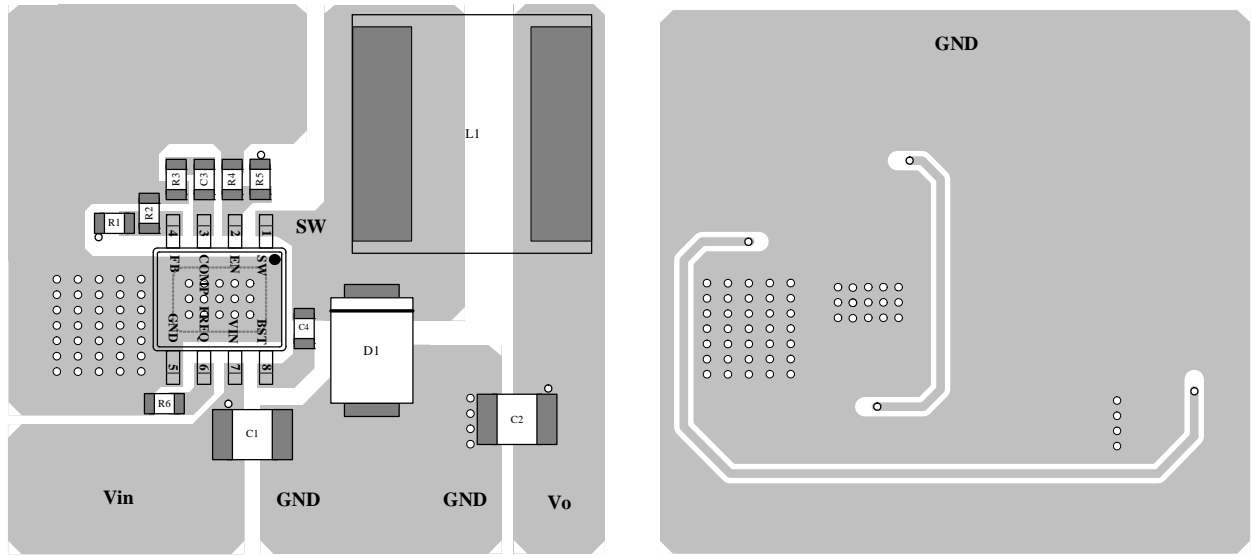 GND
L1
R3
C3
R4
R5
R2
R1
SW
4
3
2
1
FB
COMP
EN
SW
GND
FREQ
VIN
BST
C4
D1
5
6
7
8
R6
C1
C2
Vin
GND
GND
Vo